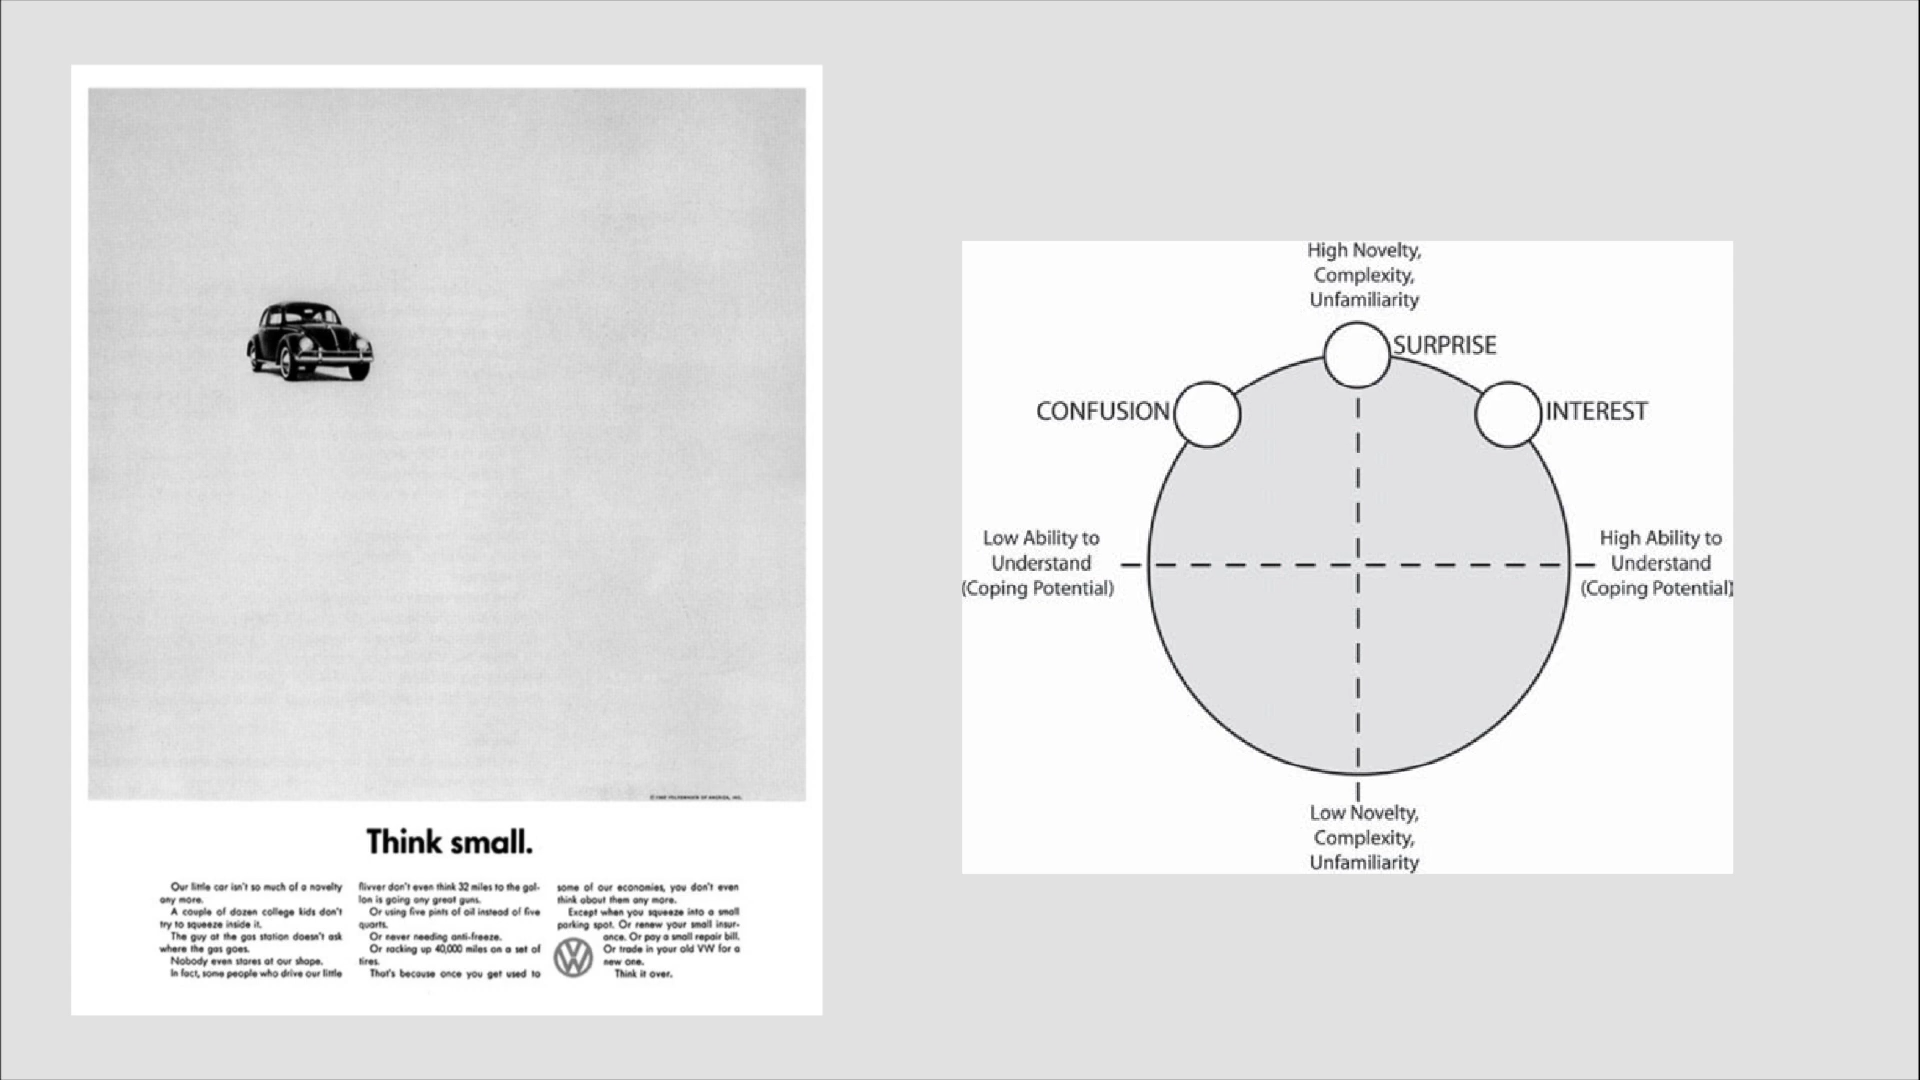 © 1960 VOLKSWAGEN OF AMERICA, INC.
Think small.
Our little car isn't so much of a novelty
any more.
A couple of dozen college kids don't
try to squeeze inside it.
The guy at the gas station doesn't ask
where the gas goes.
Nobody even stares at our shape.
In fact, some people who drive our little
flivver don't even think 32 miles to the gal-
lon is going any great guns.
Or using five pints of oil instead of five
quarts.
Or never needing anti-freeze.
Or racking up 40,000 miles on a set of
tires.
That's because once you get used to
some of our economies, you don't even
think about them any more.
Except when you squeeze into a small
parking spot. Or renew your small insur-
ance. Or pay a small repair bill.
Or trade in your old VW for a
new one.
Think it over.
VW
High Novelty,
Complexity,
Unfamiliarity
SURPRISE
CONFUSION
INTEREST
Low Ability to
Understand
(Coping Potential)
High Ability to
Understand
(Coping Potential)
Low Novelty,
Complexity,
Unfamiliarity